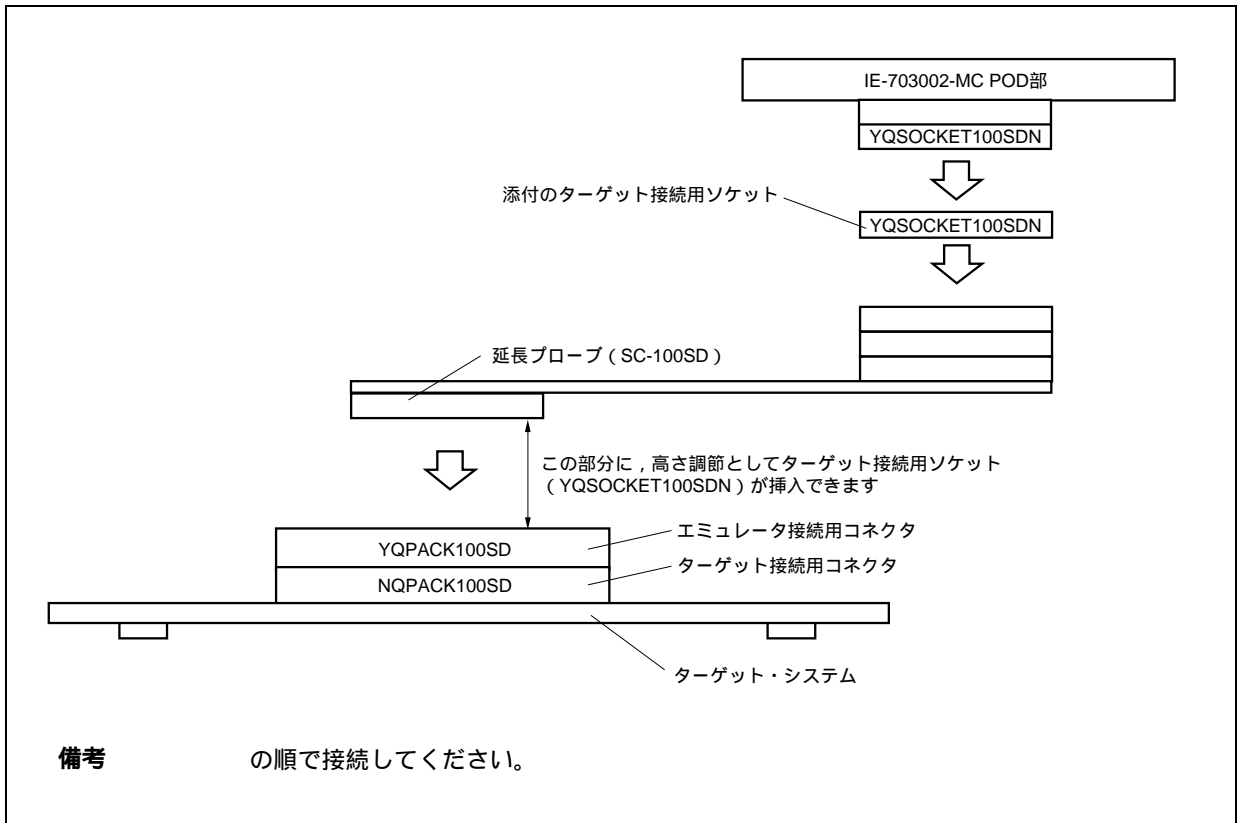 IE-703002-MC POD部
YQSOCKET100SDN
添付のターゲット接続用ソケット
YQSOCKET100SDN
延長プローブ（SC-100SD）
この部分に，高さ調節としてターゲット接続用ソケット
（YQSOCKET100SDN）が挿入できます
エミュレータ接続用コネクタ
YQPACK100SD
ターゲット接続用コネクタ
NQPACK100SD
ターゲット・システム
備考　　　　の順で接続してください。